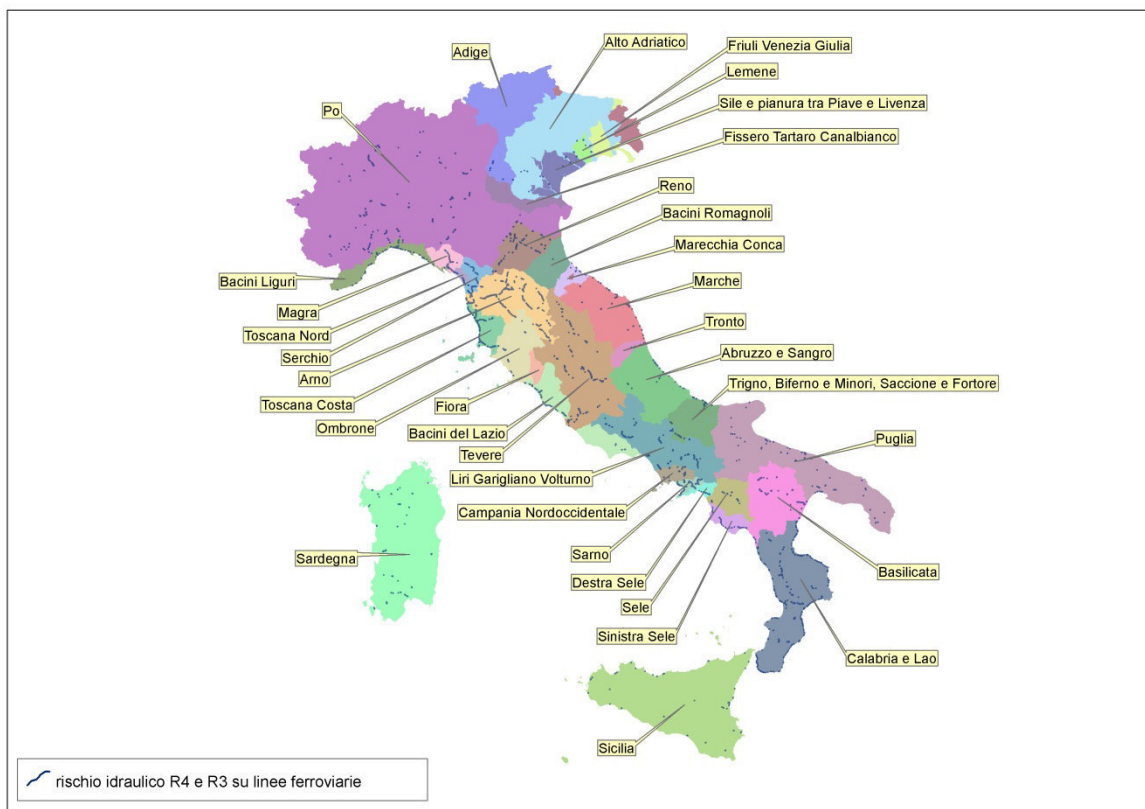 Alto Adriatico
Friuli Venezia Giulia
Adige
Lemene
Sile e pianura tra Piave e Livenza
Po
Fissero Tartaro Canalbianco
Reno
Bacini Romagnoli
Marecchia Conca
Bacini Liguri
Marche
Magra
Toscana Nord
Tronto
Serchio
Abruzzo e Sangro
Arno
Trigno, Biferno e Minori, Saccione e Fortore
Toscana Costa
Fiora
Ombrone
Bacini del Lazio
Puglia
Tevere
Liri Garigliano Volturno
Campania Nordoccidentale
Sarno
Sardegna
Basilicata
Destra Sele
Sele
Sinistra Sele
Calabria e Lao
Sicilia
rischio idraulico R4 e R3 su linee ferroviarie